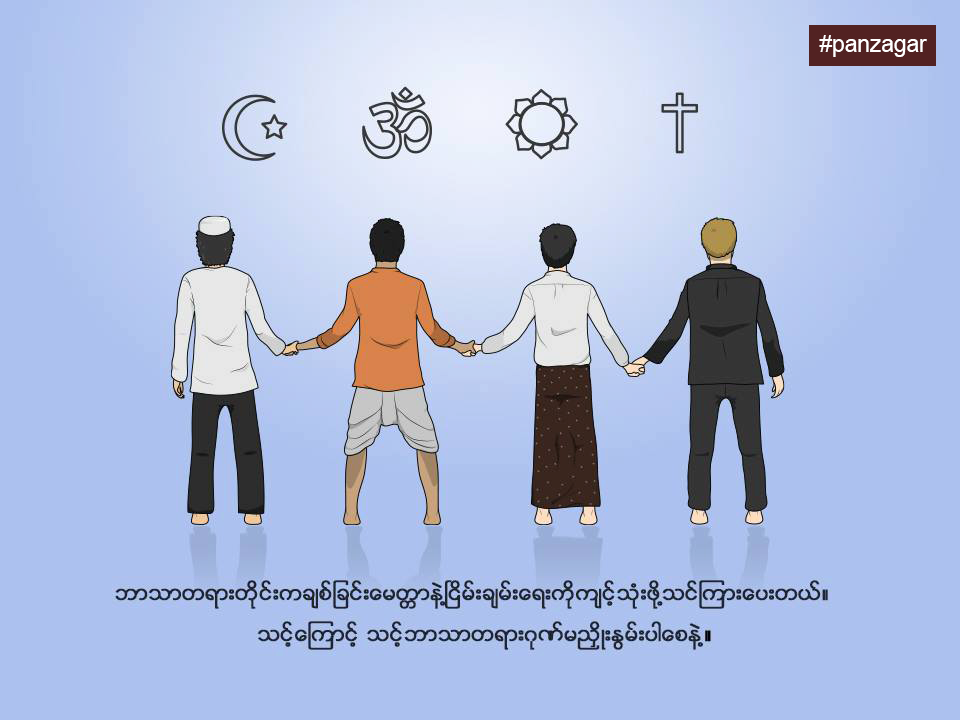 #panzagar
ဘာသာတရားတိုင်းကချစ်ခြင်းမေတ္တာနဲ့ငြိမ်းချမ်းရေးကိုကျင့်သုံးဖို့သင်ကြားပေးတယ်။
သင့်ကြောင့် သင့်ဘာသာတရားဂုဏ်မညှိုးနွမ်းပါစေနဲ့။